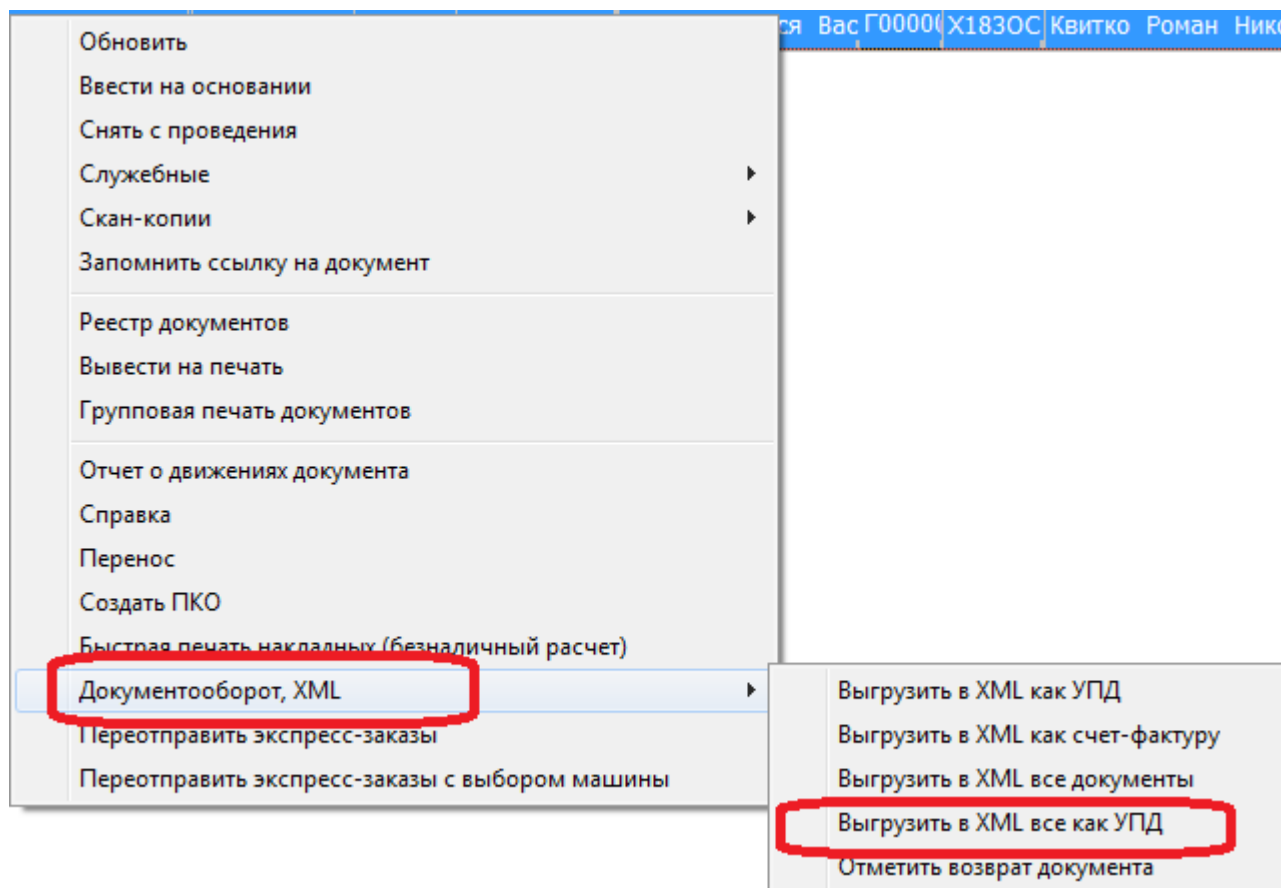 ся Вас Г00000 Х183ОС Квитко Роман Нико
Обновить
Ввести на основании
Снять с проведения
Служебные
Скан-копии
Запомнить ссылку на документ
Реестр документов
Вывести на печать
Групповая печать документов
Отчет о движениях документа
Справка
Перенос
Создать ПКО
Быстрая печать накладных (безналичный расчет)
Документооборот, XML
Переотправить экспресс-заказы
Переотправить экспресс-заказы с выбором машины
Выгрузить в XML как УПД
Выгрузить в XML как счет-фактуру
Выгрузить в XML все документы
Выгрузить в XML все как УПД
Отметить возврат документа